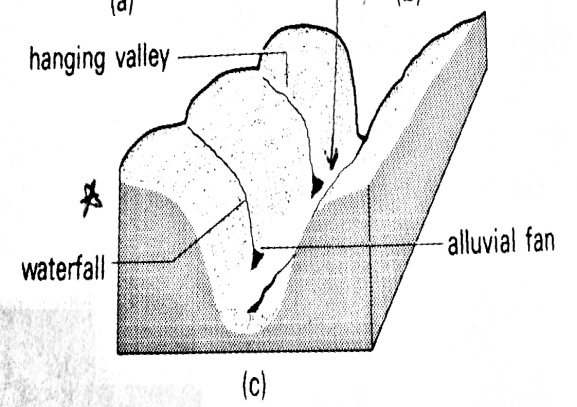 (a)
(b)
hanging valley
alluvial fan
waterfall
(c)